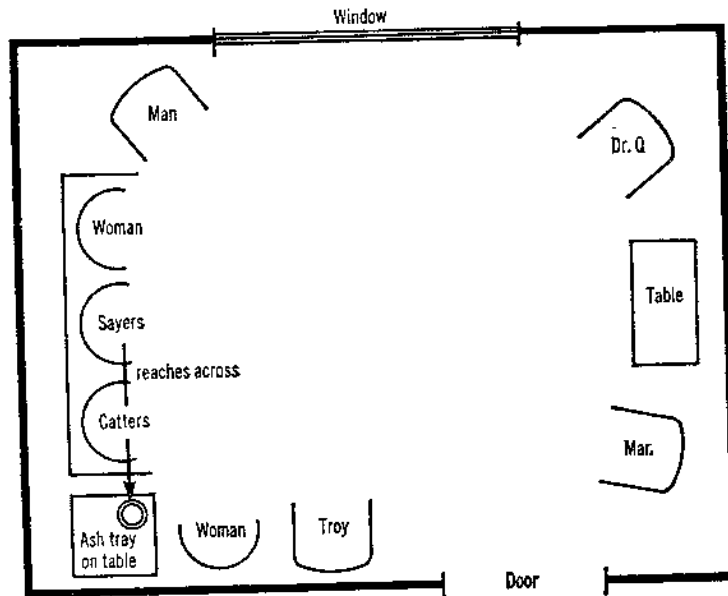 Window
Man
Dr. Q
Woman
Table
Sayers
reaches across
Catters
Mar.
Ash tray
on table
Woman
Troy
Door